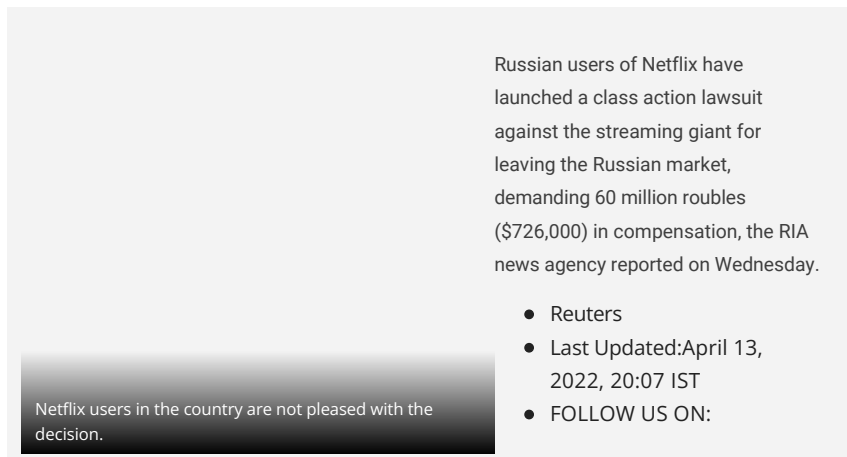 Russian users of Netflix have
launched a class action lawsuit
against the streaming giant for
leaving the Russian market,
demanding 60 million roubles
($726,000) in compensation, the RIA
news agency reported on Wednesday.
● Reuters
● Last Updated:April 13,
2022, 20:07 IST
● FOLLOW US ON:
Netflix users in the country are not pleased with the
decision.